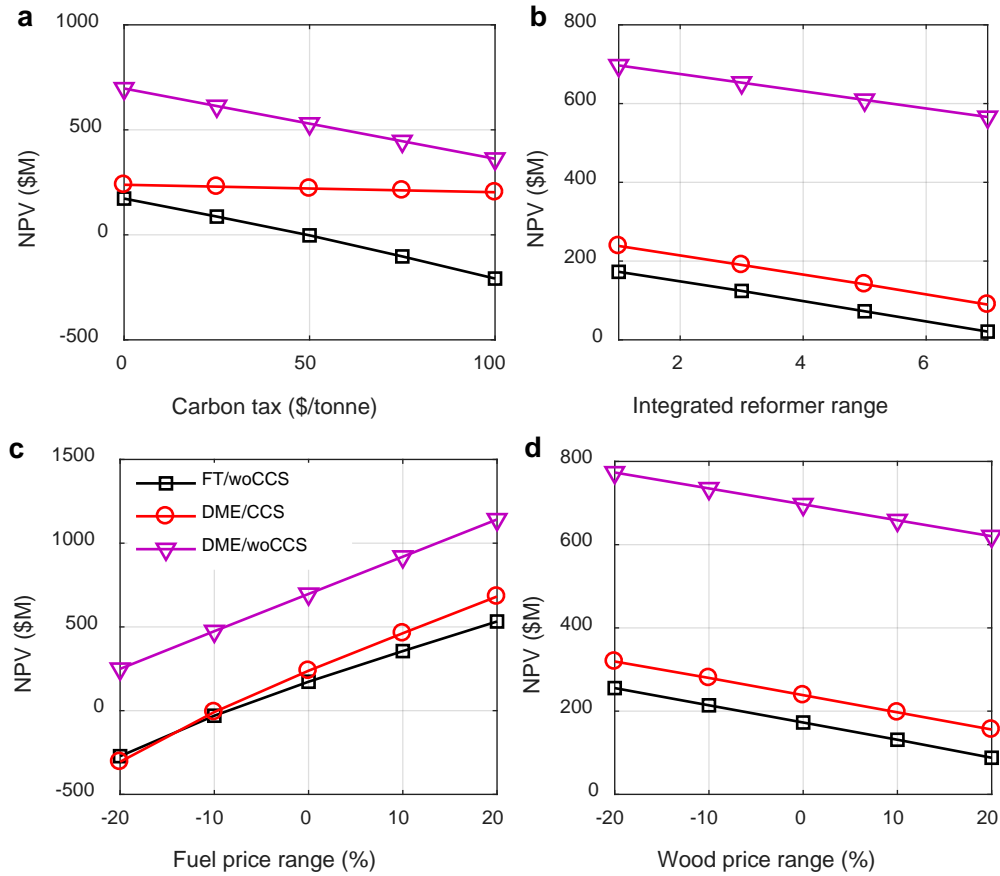 a
1000
500
0
-500
NPV ($M)
0
50
100
Carbon tax ($/tonne)
b
800
600
400
200
0
NPV ($M)
2
4
6
Integrated reformer range
c
1500
1000
500
0
-500
NPV ($M)
FT/woCCS
DME/CCS
DME/woCCS
-20
-10
0
10
20
Fuel price range (%)
d
800
600
400
200
0
NPV ($M)
-20
-10
0
10
20
Wood price range (%)